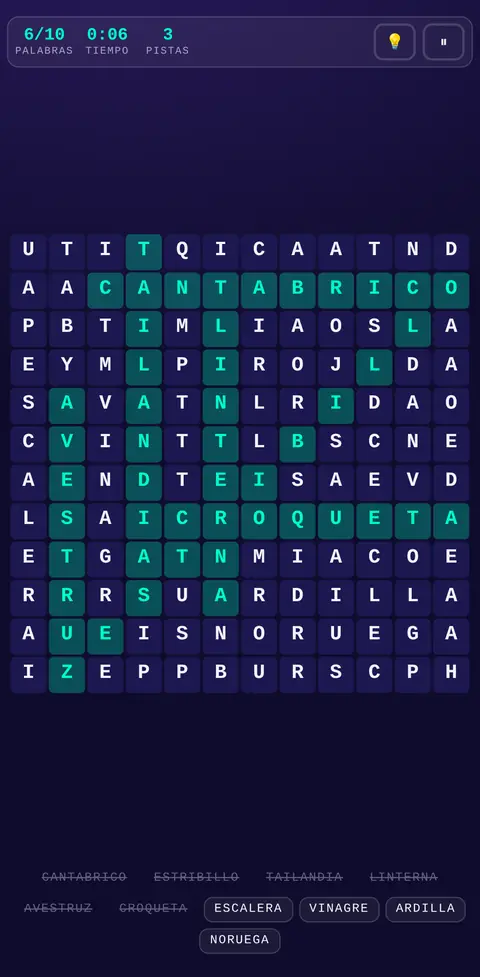 6/10 0:06 3
PALABRAS TIEMPO PISTAS
U T I T Q I C A A T N D
A A C A N T A B R I C O
P B T I M L I A O S L A
E Y M L P I R O J L D A
S A V A T N L R I D A O
C V I N T T L B S C N E
A E N D T E I S A E V D
L S A I C R O Q U E T A
E T G A T N M I A C O E
R R R S U A R D I L L A
A U E I S N O R U E G A
I Z E P P B U R S C P H
CANTABRICO ESTRIBILLO TAILANDIA LINTERNA
AVESTRUZ CROQUETA ESCALERA VINAGRE ARDILLA
NORUEGA